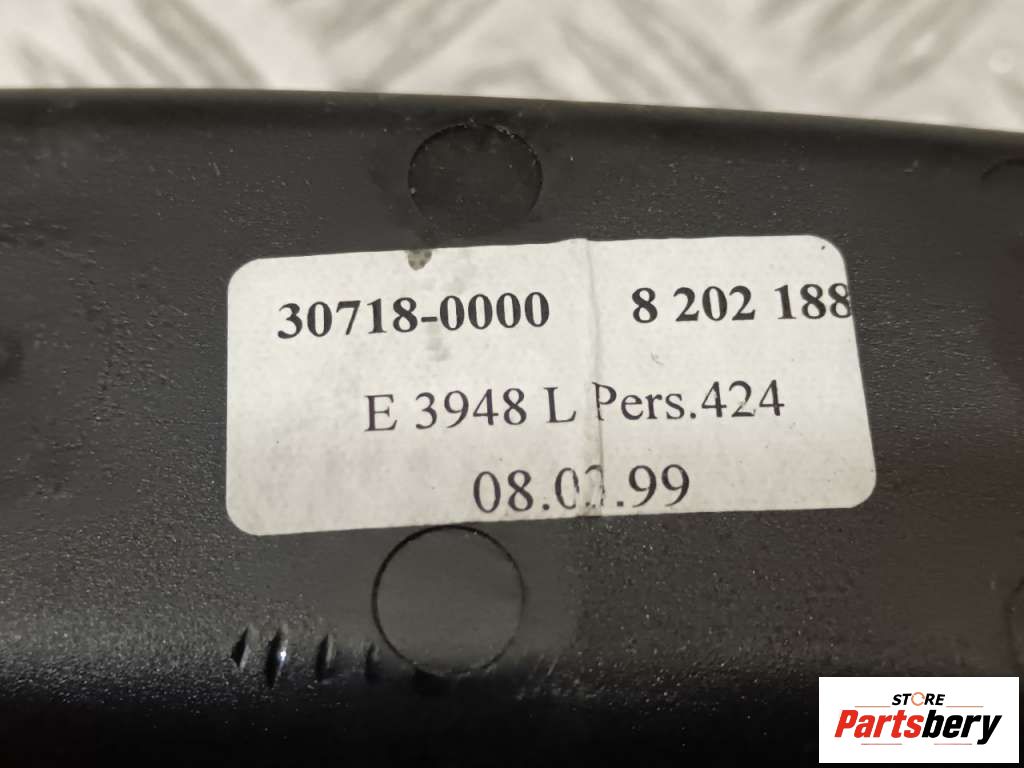 30718-0000 8 202 188
E 3948 L Pers.424
STORE
Partsbery